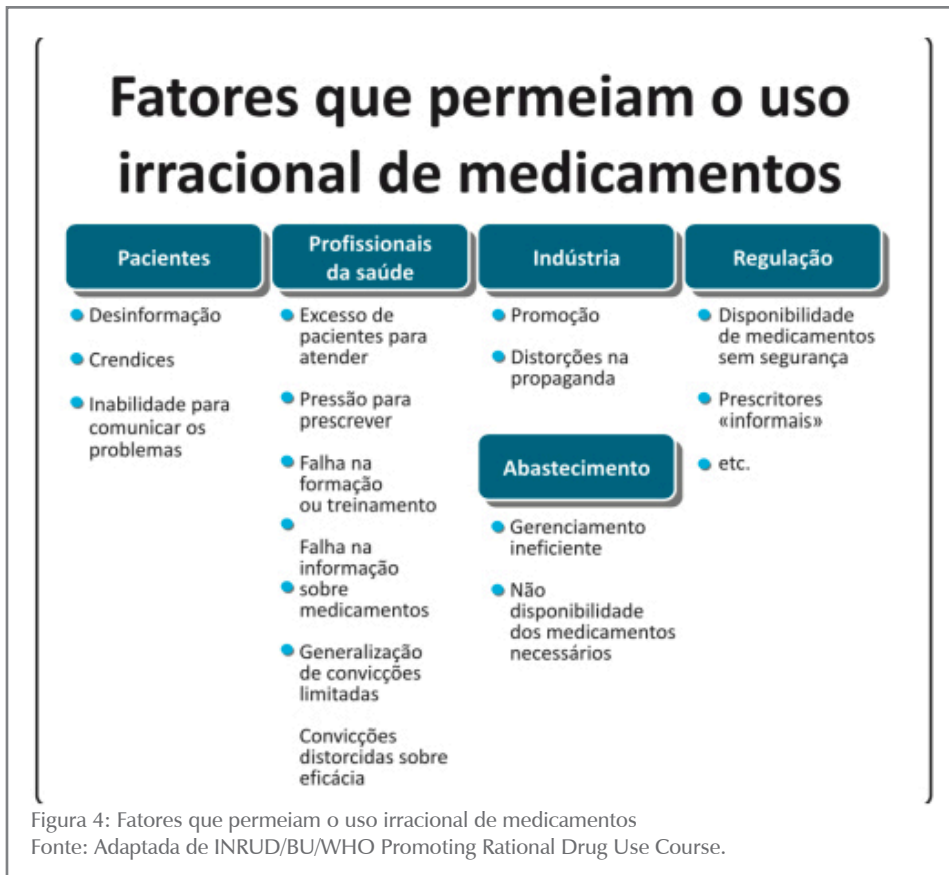 Fatores que permeiam o uso
irracional de medicamentos
Pacientes
• Desinformação
• Crendices
• Inabilidade para
comunicar os
problemas
Profissionais
da saúde
• Excesso de
pacientes para
atender
• Pressão para
prescrever
• Falha na
formação
ou treinamento
•
Falha na
informação
• sobre
medicamentos
• Generalização
de convicções
limitadas
Convicções
distorcidas sobre
eficácia
Indústria
• Promoção
• Distorções na
propaganda
Abastecimento
• Gerenciamento
ineficiente
• Não
disponibilidade
dos medicamentos
necessários
Regulação
• Disponibilidade
de medicamentos
sem segurança
• Prescritores
«informais»
• etc.
Figura 4: Fatores que permeiam o uso irracional de medicamentos
Fonte: Adaptada de INRUD/BU/WHO Promoting Rational Drug Use Course.